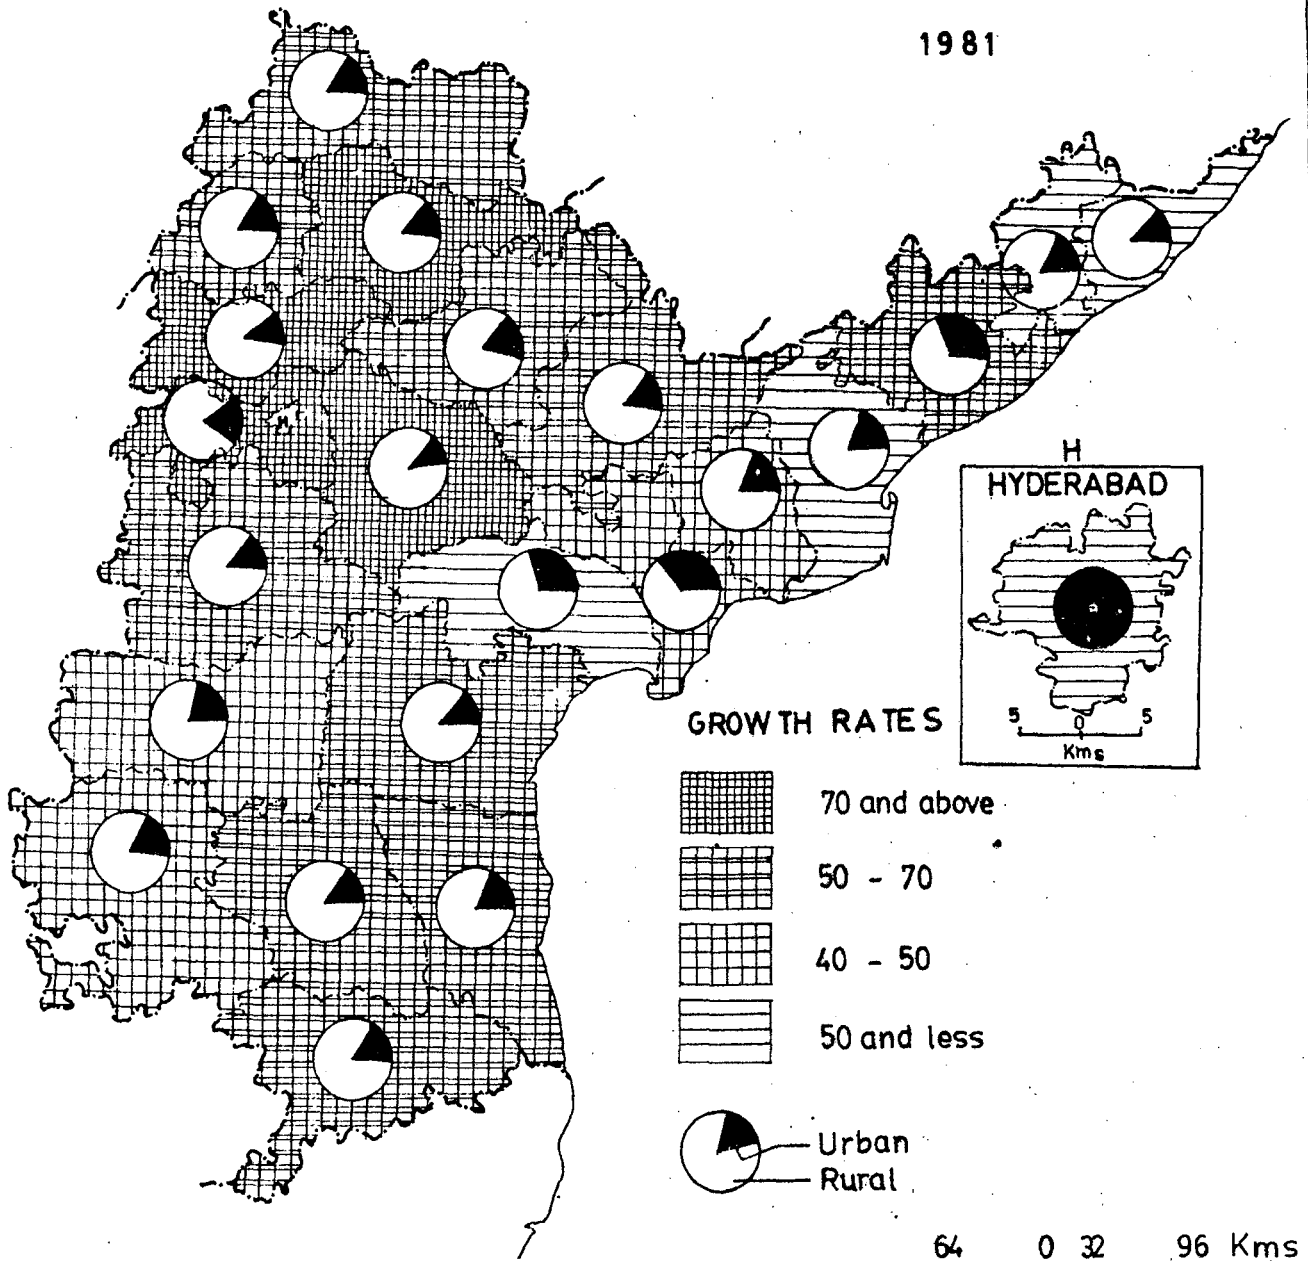 1981
H
HYDERABAD
5 0 5
Kms
H
GROWTH RATES
70 and above
50 - 70
40 - 50
50 and less
Urban
Rural
64 0 32 96 Kms